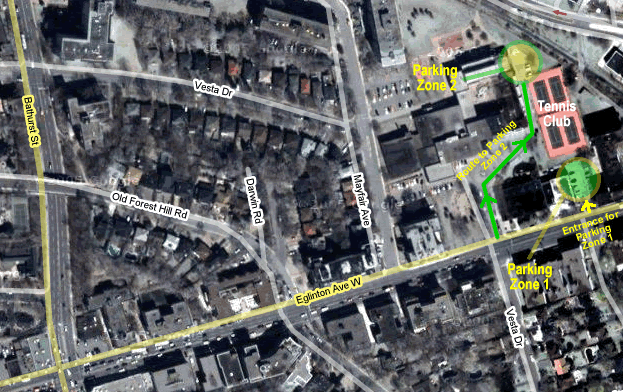 Parking
Zone 2
Vesta Dr
Tennis
Club
Bathurst St
Route to Parking
Zone 2
Old Forest Hill Rd
Darwin Rd
Mayfair Ave
Entrance for
Parking
Zone 1
Parking
Zone 1
Eglinton Ave W
Vesta Dr